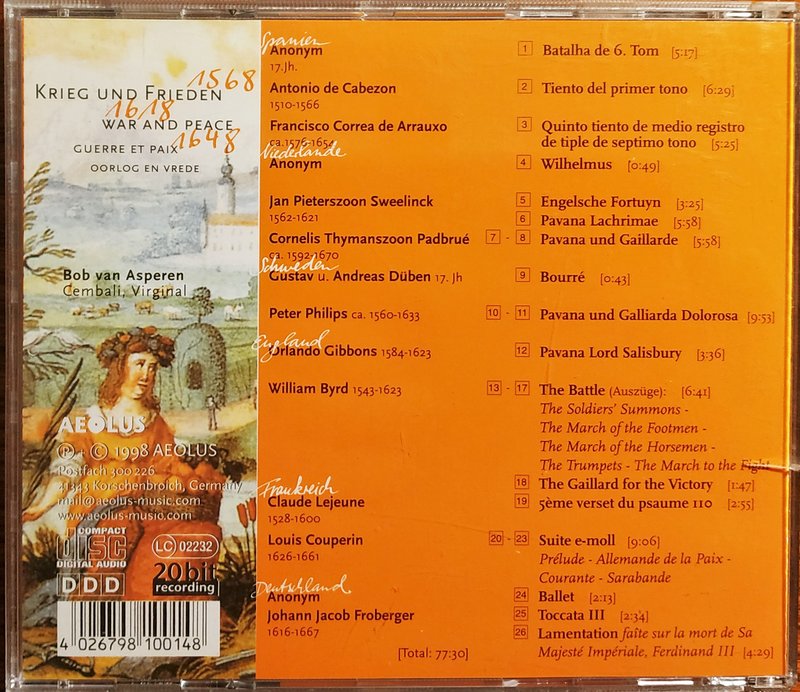 KRIEG UND FRIEDEN 1568
1618
WAR AND PEACE
1648
GUERRE ET PAIX
OORLOG EN VREDE
Bob van Asperen
Cembali, Virginal
AEOLUS
℗ + © 1998 AEOLUS
Postfach 300 226
41343 Korschenbroich, Germany
mail@aeolus-music.com
www.aeolus-music.com
COMPACT
disc
DIGITAL AUDIO
DDD
LC 02232
20bit
recording
4 026798 100148
Spanien
Anonym 1 Batalha de 6. Tom [5:17]
17.Jh.
Antonio de Cabezon 2 Tiento del primer tono [6:29]
1510-1566
Francisco Correa de Arrauxo 3 Quinto tiento de medio registro
ca.1576-1654 de tiple de septimo tono [5:25]
Niederlande
Anonym 4 Wilhelmus [0:49]
Jan Pieterszoon Sweelinck 5 Engelsche Fortuyn [3:25]
1562-1621 6 Pavana Lachrimae [5:58]
Cornelis Thymanszoon Padbrué 7 - 8 Pavana und Gaillarde [5:58]
ca. 1592-1670
Schweden
Gustav u. Andreas Düben 17. Jh 9 Bourré [0:43]
Peter Philips ca. 1560-1633 10 - 11 Pavana und Galliarda Dolorosa [9:53]
England
Orlando Gibbons 1584-1623 12 Pavana Lord Salisbury [3:36]
William Byrd 1543-1623 13 - 17 The Battle (Auszüge): [6:41]
The Soldiers' Summons -
The March of the Footmen -
The March of the Horsemen -
The Trumpets - The March to the Fight
18 The Gaillard for the Victory [1:47]
Frankreich
Claude Lejeune 19 5ème verset du psaume 110 [2:55]
1528-1600
Louis Couperin 20 - 23 Suite e-moll [9:06]
1626-1661 Prélude - Allemande de la Paix -
Courante - Sarabande
Deutschland
Anonym 24 Ballet [2:13]
Johann Jacob Froberger 25 Toccata III [2:34]
1616-1667 26 Lamentation faîte sur la mort de Sa
[Total: 77:30] Majesté Impériale, Ferdinand III [4:29]